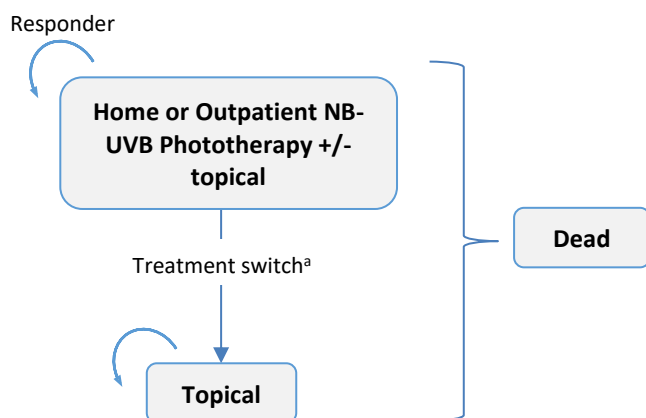 Responder
Home or Outpatient NB-
UVB Phototherapy +/-
topical
Dead
Treatment switchᵃ
Topical